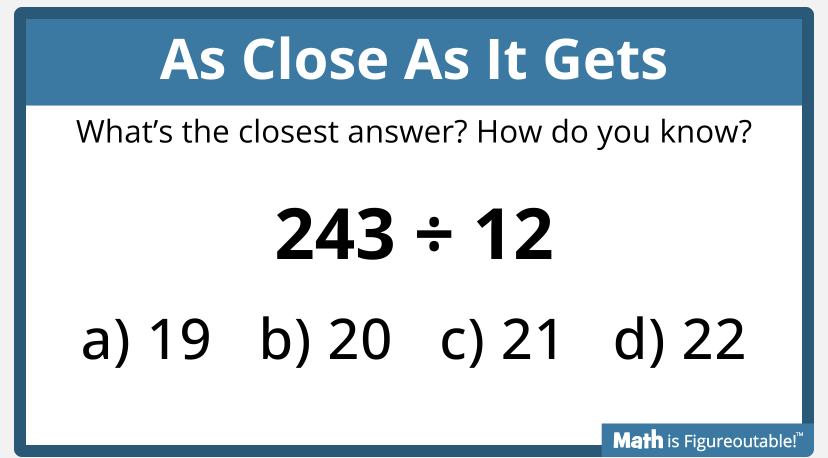 As Close As It Gets
What’s the closest answer? How do you know?
243 ÷ 12
a) 19 b) 20 c) 21 d) 22
Math is Figureoutable!™